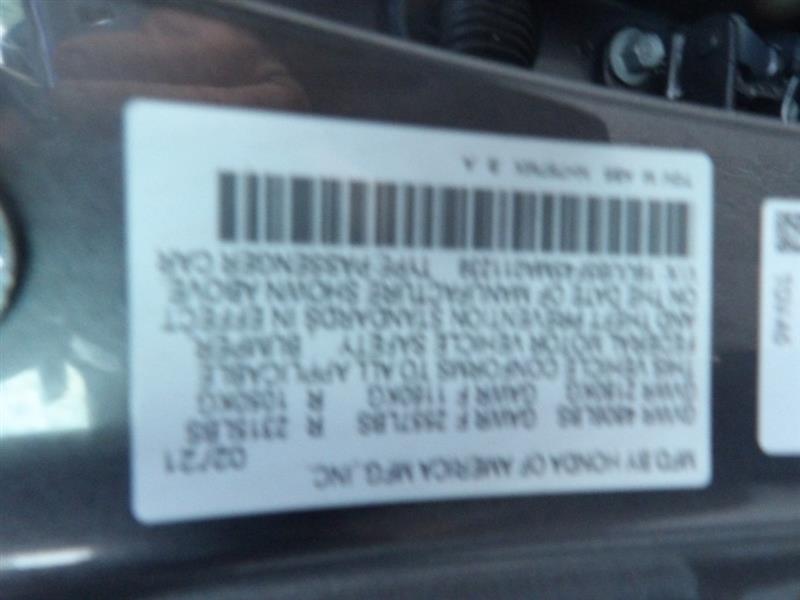 MFD BY HONDA OF AMERICA MFG., INC. 02/21
GVWR 4806LBS GAWR F 2557LBS R 2315LBS
GVWR 2180KG GAWR F 1160KG R 1050KG
THIS VEHICLE CONFORMS TO ALL APPLICABLE
FEDERAL MOTOR VEHICLE SAFETY BUMPER,
AND THEFT PREVENTION STANDARDS IN EFFECT
ON THE DATE OF MANUFACTURE SHOWN ABOVE
TYPE:PASSENGER CAR